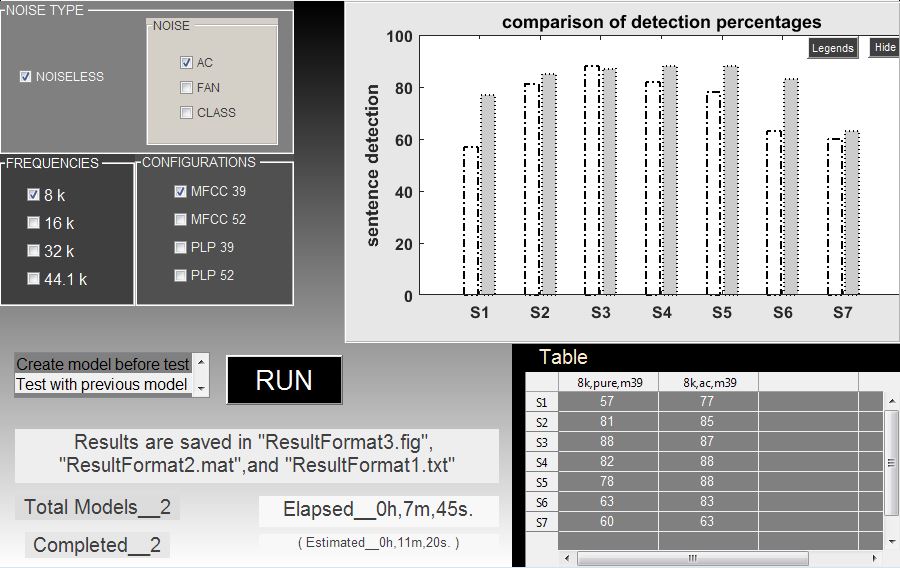 NOISE TYPE
NOISELESS
NOISE
AC
FAN
CLASS
FREQUENCIES
8 k
16 k
32 k
44.1 k
CONFIGURATIONS
MFCC 39
MFCC 52
PLP 39
PLP 52
comparison of detection percentages
Legends
Hide
sentence detection
100
80
60
40
20
0
S1 S2 S3 S4 S5 S6 S7
Create model before test
Test with previous model
RUN
Results are saved in "ResultFormat3.fig",
"ResultFormat2.mat",and "ResultFormat1.txt"
Total Models__2
Completed__2
Elapsed__0h,7m,45s.
( Estimated__0h,11m,20s. )
Table
8k,pure,m39 8k,ac,m39
S1 57 77
S2 81 85
S3 88 87
S4 82 88
S5 78 88
S6 63 83
S7 60 63